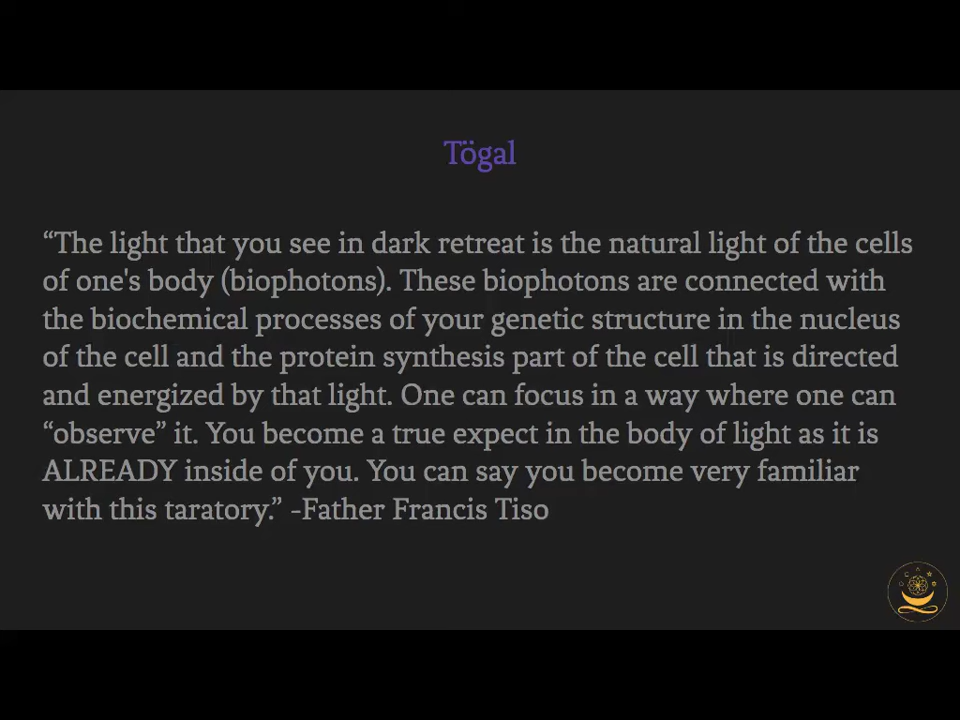 Tögal
“The light that you see in dark retreat is the natural light of the cells
of one's body (biophotons). These biophotons are connected with
the biochemical processes of your genetic structure in the nucleus
of the cell and the protein synthesis part of the cell that is directed
and energized by that light. One can focus in a way where one can
“observe” it. You become a true expect in the body of light as it is
ALREADY inside of you. You can say you become very familiar
with this taratory.” -Father Francis Tiso